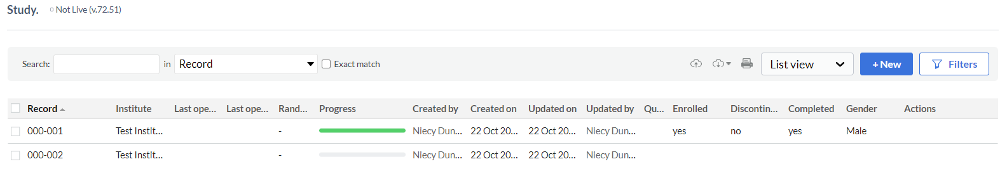 Study. Not Live (v.72.51)
Search: in Record Exact match List view + New Filters
Record Institute Last ope... Last ope... Rand... Progress Created by Created on Updated on Updated by Qu... Enrolled Discontin... Completed Gender Actions
000-001 Test Instit... - Niecy Dun... 22 Oct 20... 22 Oct 20... Niecy Dun... yes no yes Male
000-002 Test Instit... - Niecy Dun... 22 Oct 20... 22 Oct 20... Niecy Dun...